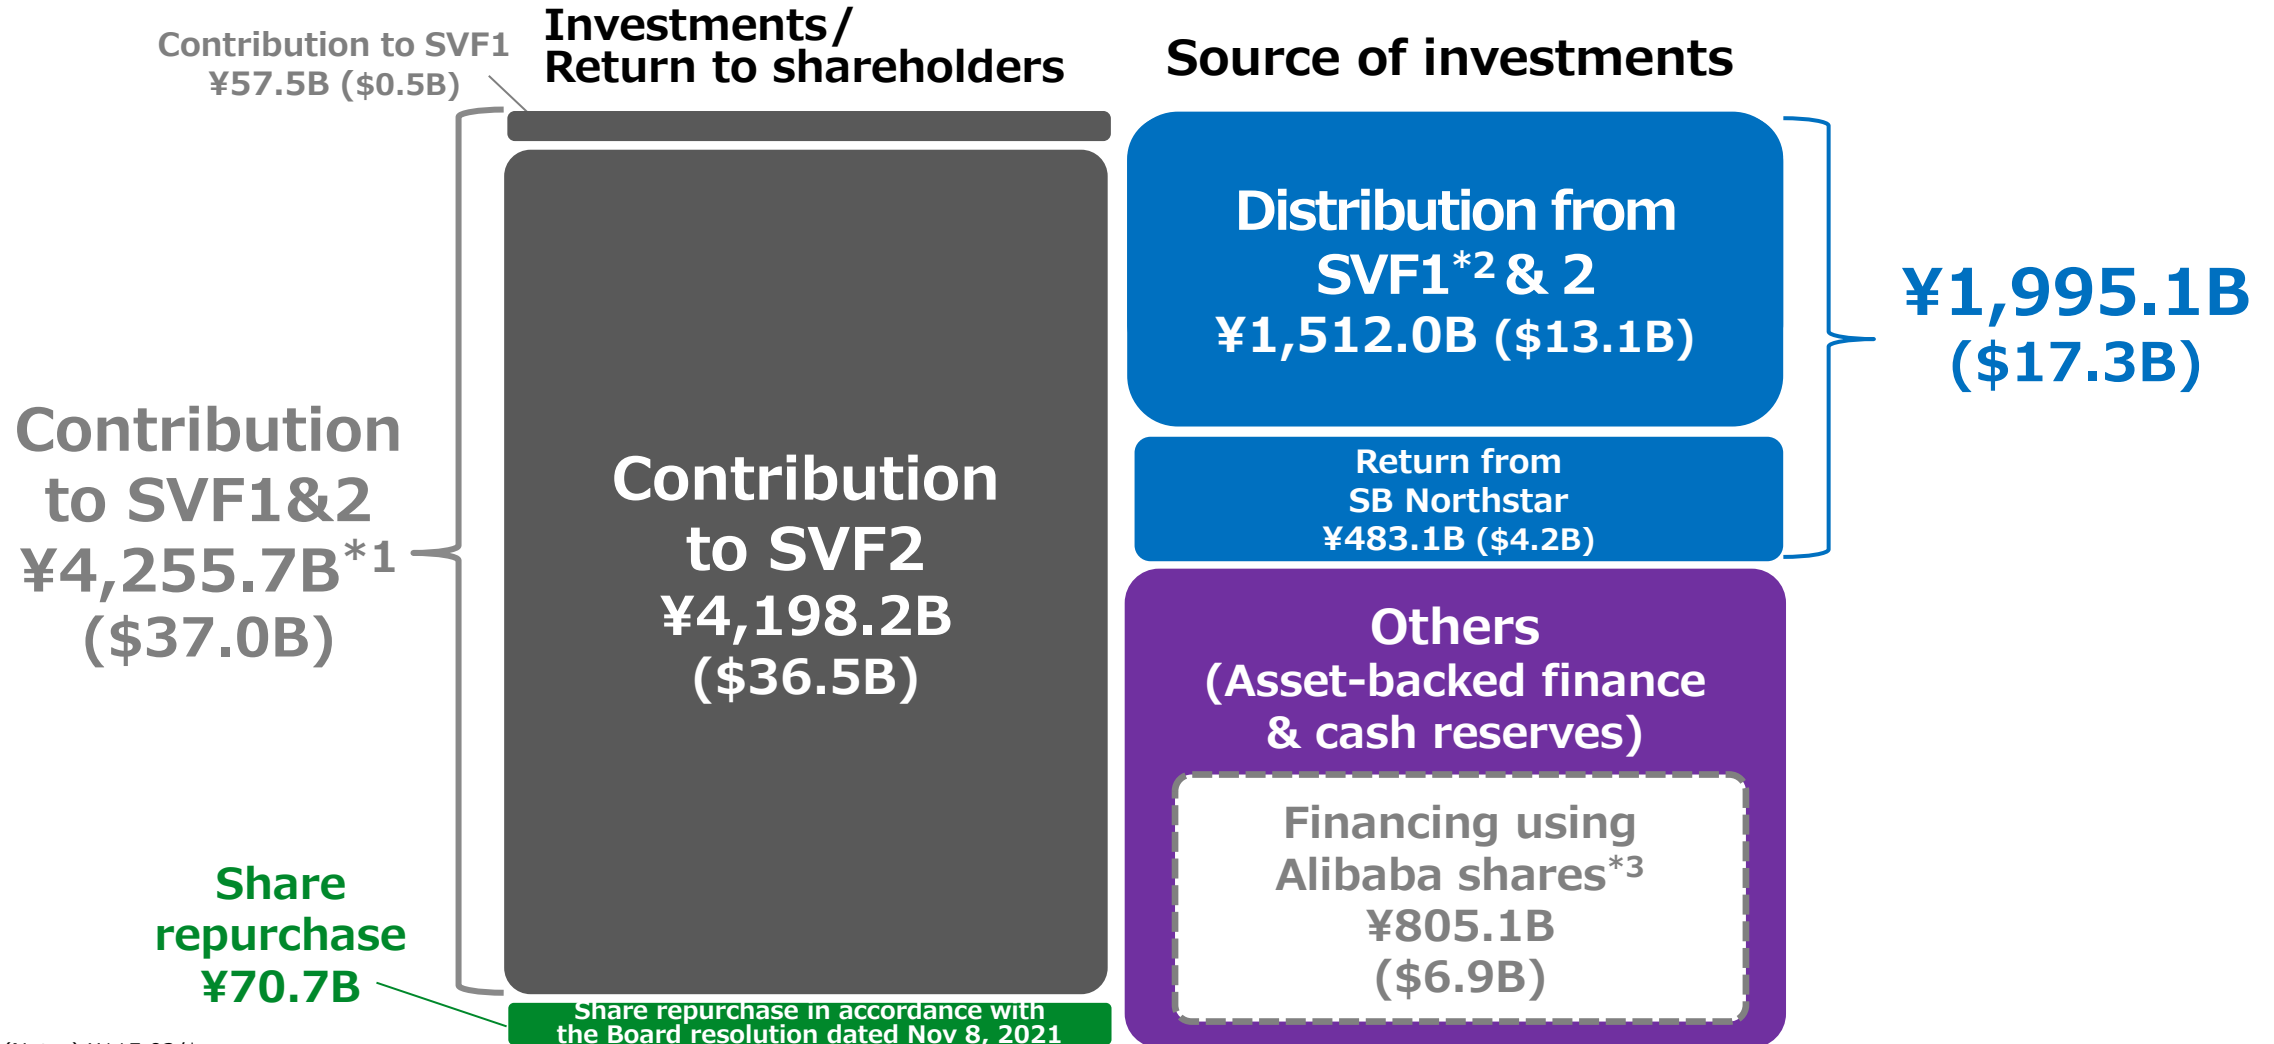 Investments/
Return to shareholders
Source of investments
Contribution to SVF1
¥57.5B ($0.5B)
Contribution
to SVF1&2
¥4,255.7B*1
($37.0B)
Contribution
to SVF2
¥4,198.2B
($36.5B)
Share
repurchase
¥70.7B
Share repurchase in accordance with
the Board resolution dated Nov 8, 2021
Distribution from
SVF1*2 & 2
¥1,512.0B ($13.1B)
Return from
SB Northstar
¥483.1B ($4.2B)
¥1,995.1B
($17.3B)
Others
(Asset-backed finance
& cash reserves)
Financing using
Alibaba shares*3
¥805.1B
($6.9B)